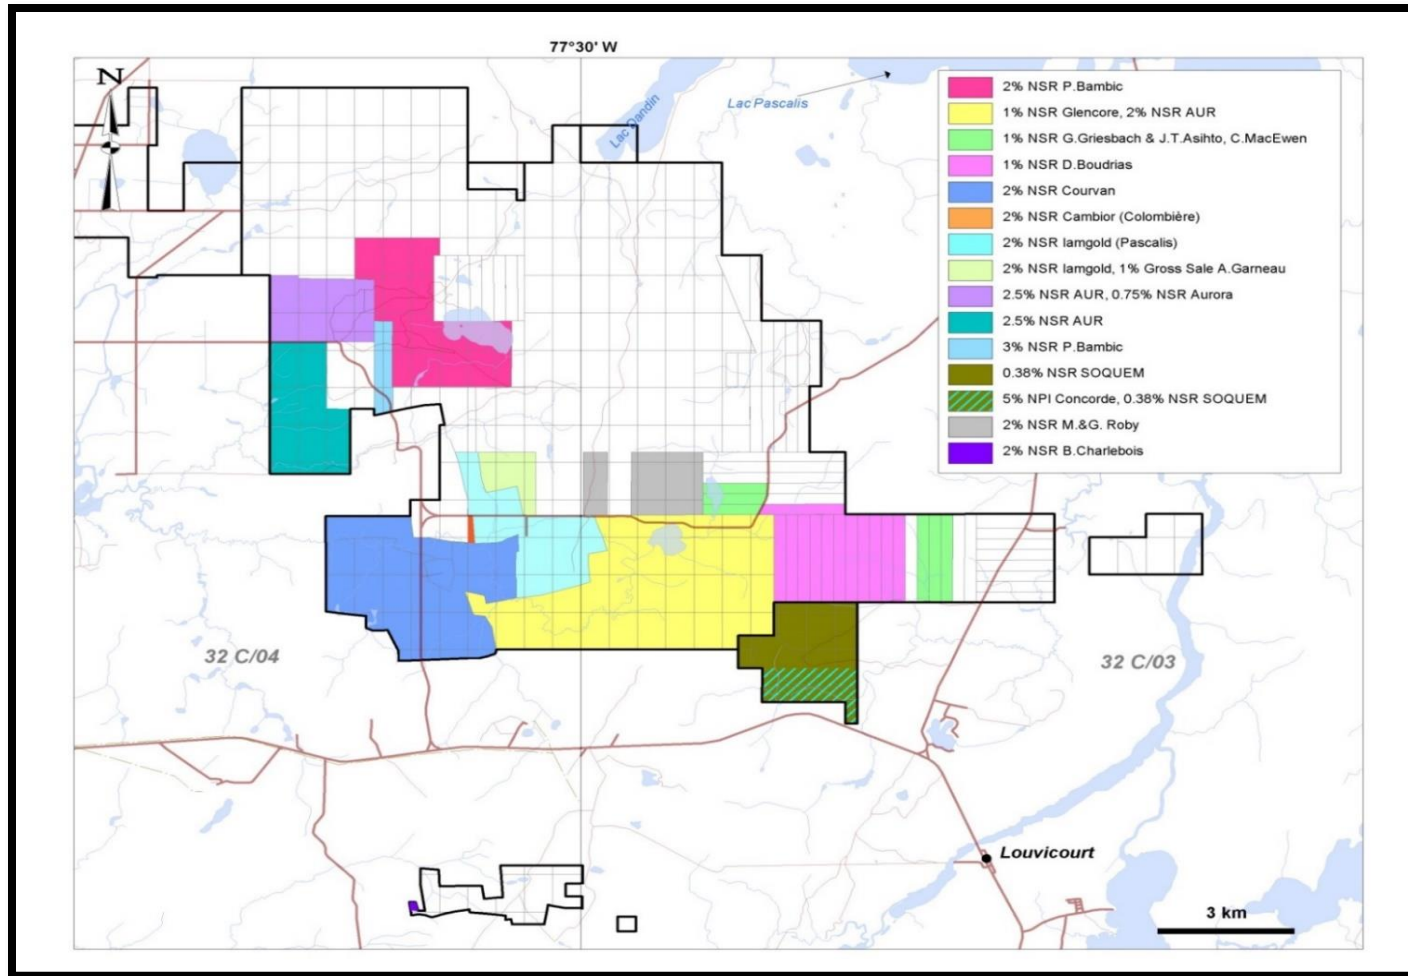 77°30' W
N
Lac Dandin
Lac Pascalis
2% NSR P.Bambic
1% NSR Glencore, 2% NSR AUR
1% NSR G.Griesbach & J.T.Asihto, C.MacEwen
1% NSR D.Boudrias
2% NSR Courvan
2% NSR Cambior (Colombière)
2% NSR Iamgold (Pascalis)
2% NSR Iamgold, 1% Gross Sale A.Garneau
2.5% NSR AUR, 0.75% NSR Aurora
2.5% NSR AUR
3% NSR P.Bambic
0.38% NSR SOQUEM
5% NPI Concorde, 0.38% NSR SOQUEM
2% NSR M.&G. Roby
2% NSR B.Charlebois
32 C/04
32 C/03
Louvicourt
3 km